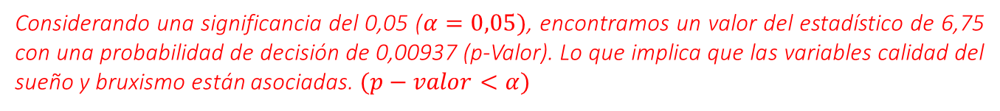 Considerando una significancia del 0,05 (α = 0,05), encontramos un valor del estadístico de 6,75
con una probabilidad de decisión de 0,00937 (p-Valor). Lo que implica que las variables calidad del
sueño y bruxismo están asociadas. (p − valor < α)